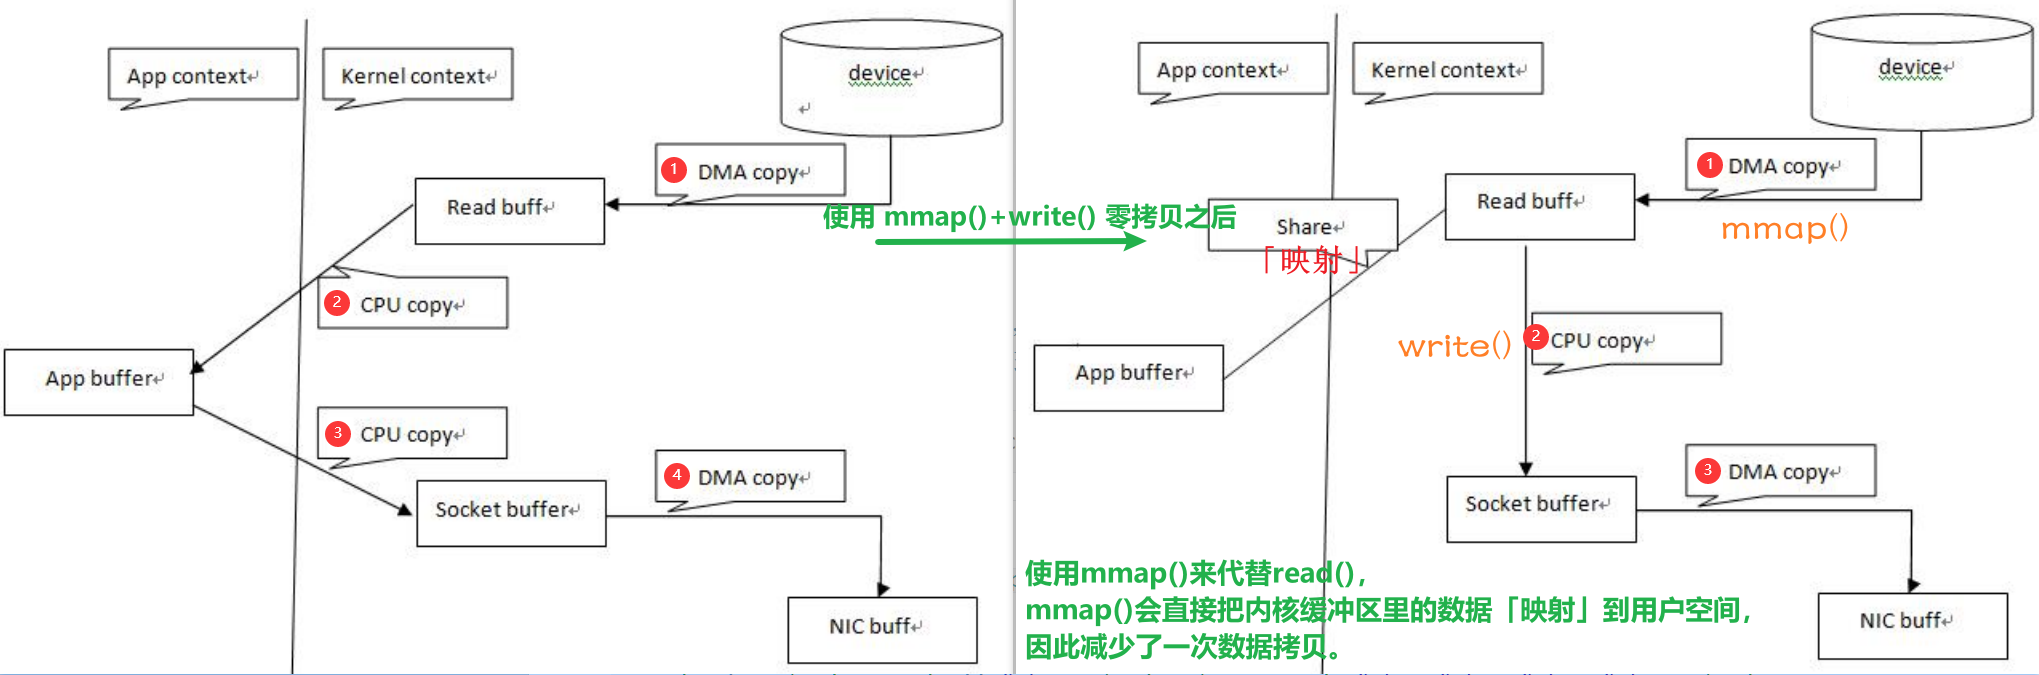 App context↵
Kernel context↵
device↵
↵
1 DMA copy↵
Read buff↵
2 CPU copy↵
App buffer↵
3 CPU copy↵
4 DMA copy↵
Socket buffer↵
NIC buff↵
使用 mmap()+write() 零拷贝之后
App context↵
Kernel context↵
device↵
1 DMA copy↵
Read buff↵
mmap()
Share↵
「映射」
write()
2 CPU copy↵
App buffer↵
3 DMA copy↵
Socket buffer↵
NIC buff↵
使用mmap()来代替read()，
mmap()会直接把内核缓冲区里的数据「映射」到用户空间，
因此减少了一次数据拷贝。